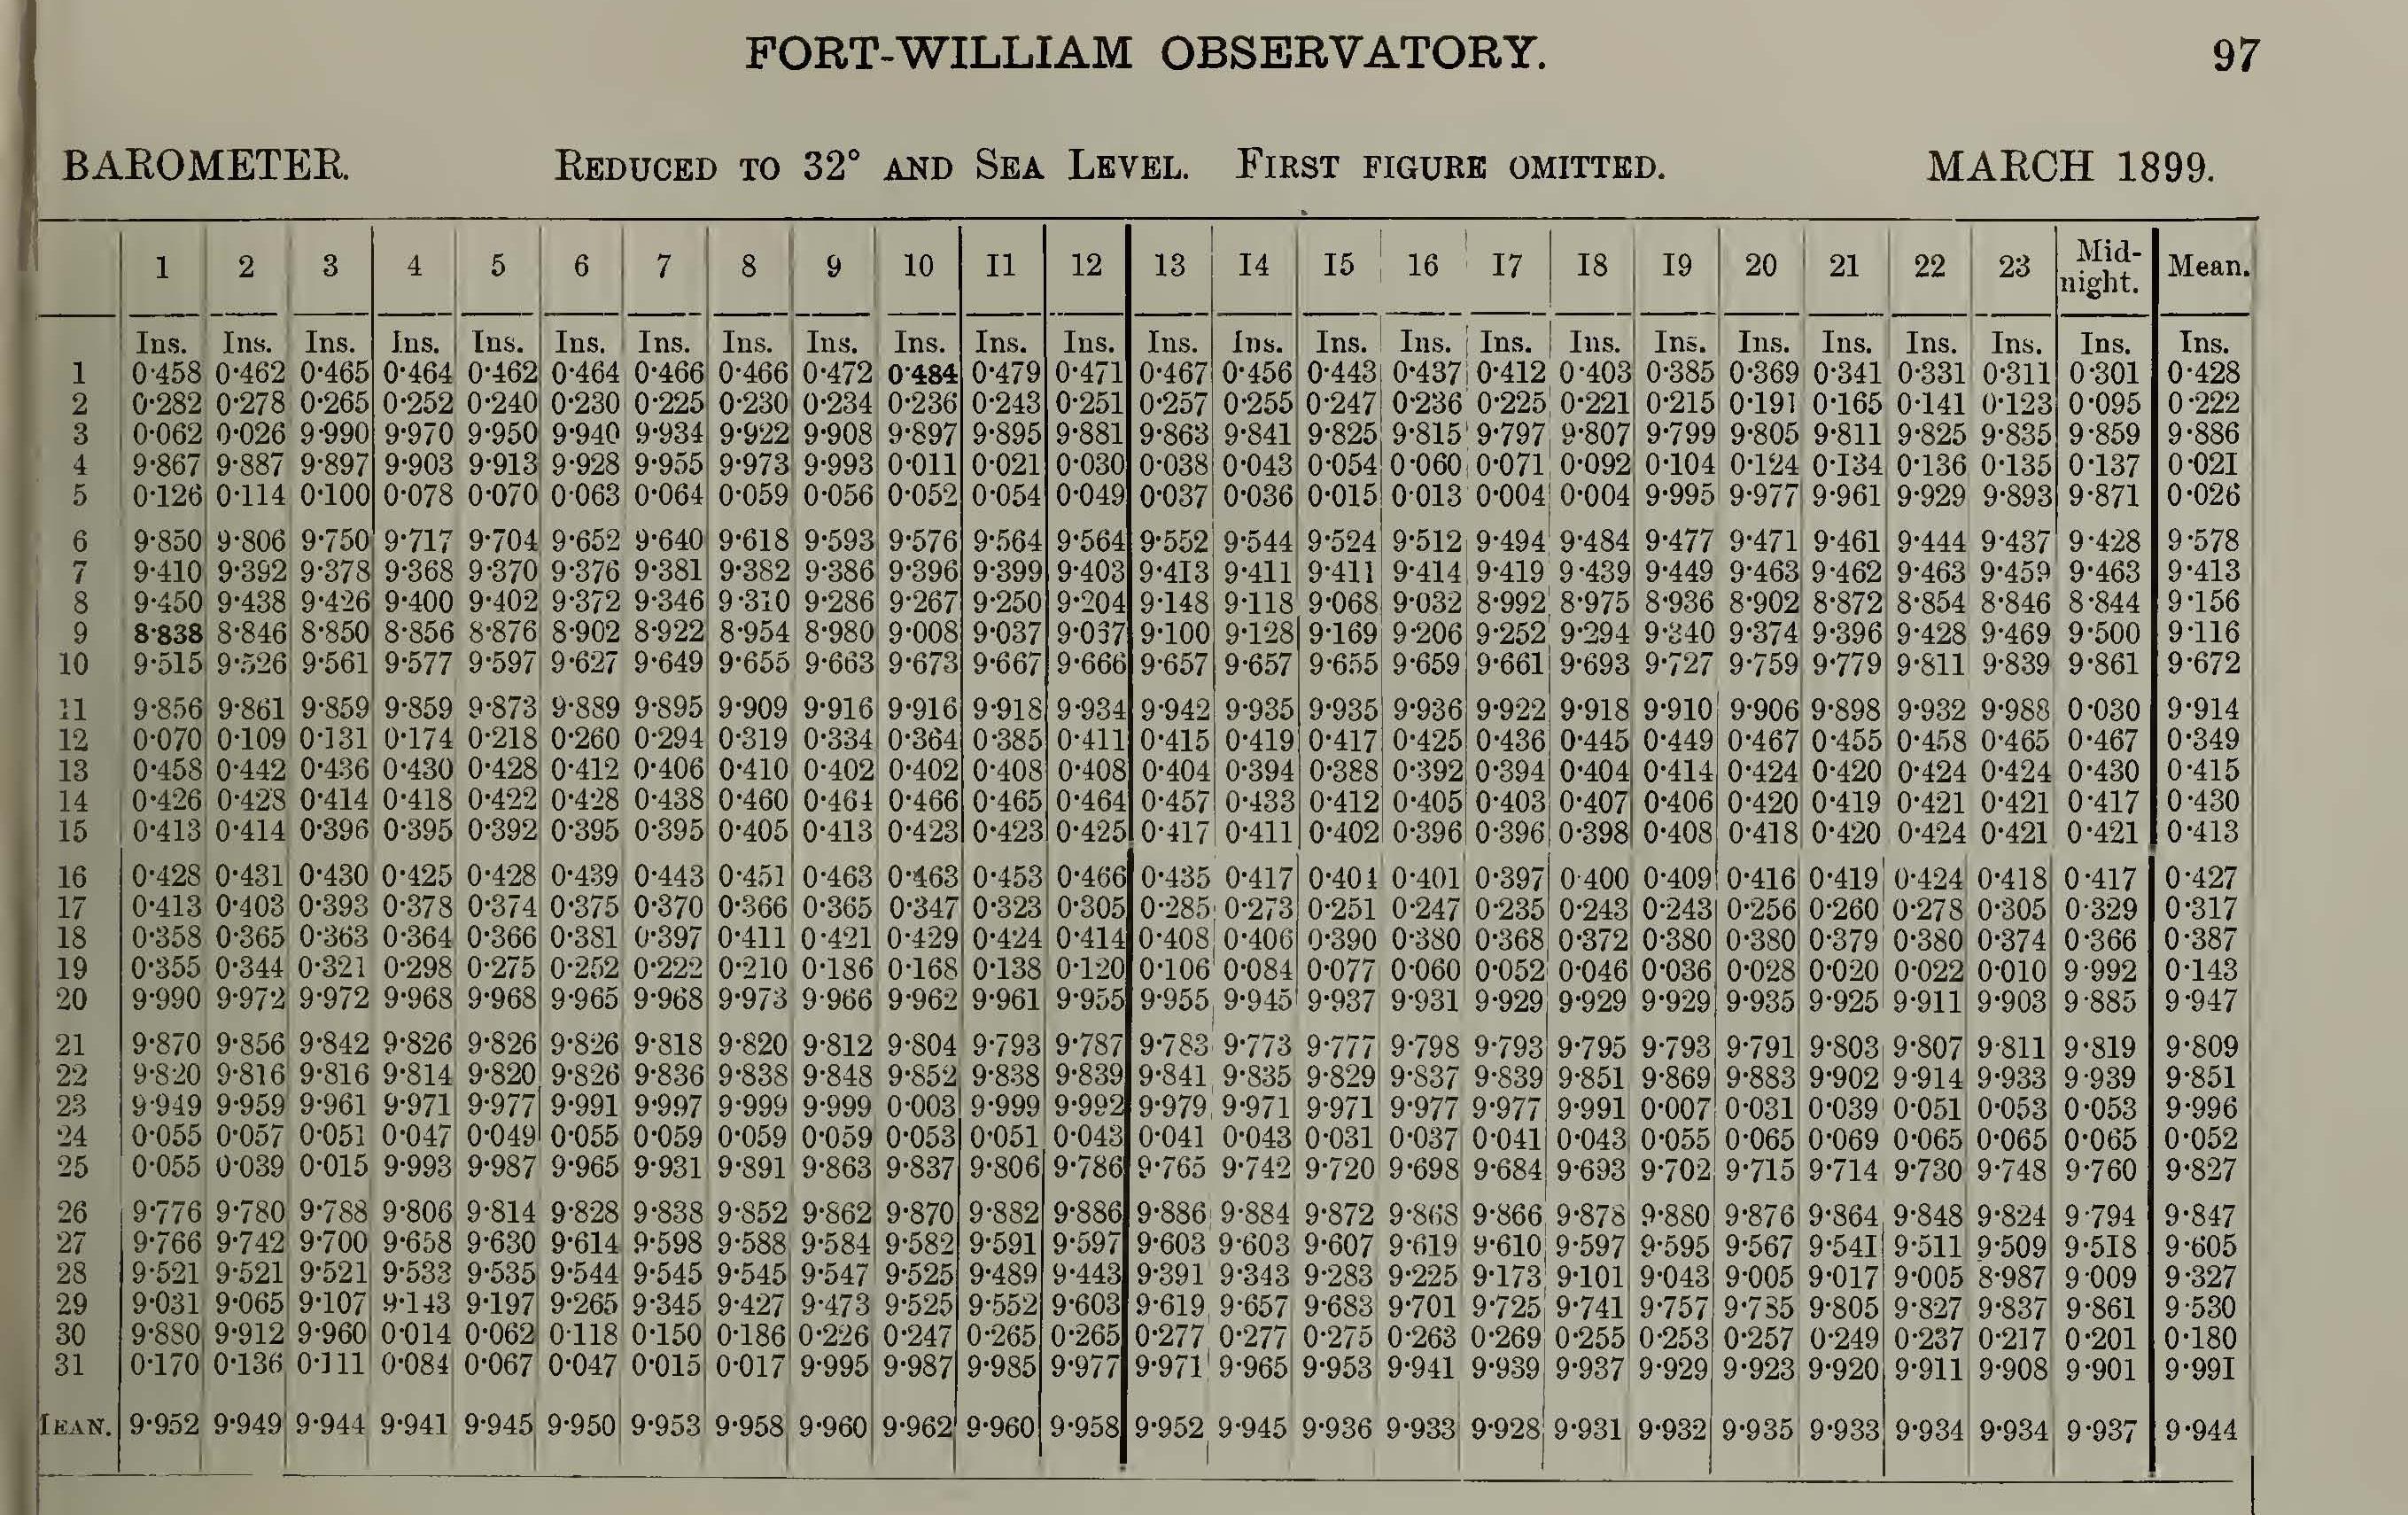 FORT-WILLIAM OBSERVATORY. 97
BAROMETER. REDUCED TO 32° AND SEA LEVEL. FIRST FIGURE OMITTED. MARCH 1899.
1 2 3 4 5 6 7 8 9 10 11 12 13 14 15 16 17 18 19 20 21 22 23 Mid-night. Mean.
Ins. Ins. Ins. Ins. Ins. Ins. Ins. Ins. Ins. Ins. Ins. Ins. Ins. Ins. Ins. Ins. Ins. Ins. Ins. Ins. Ins. Ins. Ins. Ins. Ins.
1 0·458 0·462 0·465 0·464 0·462 0·464 0·466 0·466 0·472 0·484 0·479 0·471 0·467 0·456 0·443 0·437 0·412 0·403 0·385 0·369 0·341 0·331 0·311 0·301 0·428
2 0·282 0·278 0·265 0·252 0·240 0·230 0·225 0·230 0·234 0·236 0·243 0·251 0·257 0·255 0·247 0·236 0·225 0·221 0·215 0·191 0·165 0·141 0·123 0·095 0·222
3 0·062 0·026 9·990 9·970 9·950 9·940 9·934 9·922 9·908 9·897 9·895 9·881 9·863 9·841 9·825 9·815 9·797 9·807 9·799 9·805 9·811 9·825 9·835 9·859 9·886
4 9·867 9·887 9·897 9·903 9·913 9·928 9·955 9·973 9·993 0·011 0·021 0·030 0·038 0·043 0·054 0·060 0·071 0·092 0·104 0·124 0·134 0·136 0·135 0·137 0·021
5 0·126 0·114 0·100 0·078 0·070 0·063 0·064 0·059 0·056 0·052 0·054 0·049 0·037 0·036 0·015 0·013 0·004 0·004 9·995 9·977 9·961 9·929 9·893 9·871 0·026
6 9·850 9·806 9·750 9·717 9·704 9·652 9·640 9·618 9·593 9·576 9·564 9·564 9·552 9·544 9·524 9·512 9·494 9·484 9·477 9·471 9·461 9·444 9·437 9·428 9·578
7 9·410 9·392 9·378 9·368 9·370 9·376 9·381 9·382 9·386 9·396 9·399 9·403 9·413 9·411 9·411 9·414 9·419 9·439 9·449 9·463 9·462 9·463 9·459 9·463 9·413
8 9·450 9·438 9·426 9·400 9·402 9·372 9·346 9·310 9·286 9·267 9·250 9·204 9·148 9·118 9·068 9·032 8·992 8·975 8·936 8·902 8·872 8·854 8·846 8·844 9·156
9 8·838 8·846 8·850 8·856 8·876 8·902 8·922 8·954 8·980 9·008 9·037 9·037 9·100 9·128 9·169 9·206 9·252 9·294 9·340 9·374 9·396 9·428 9·469 9·500 9·116
10 9·515 9·526 9·561 9·577 9·597 9·627 9·649 9·655 9·663 9·673 9·667 9·666 9·657 9·657 9·655 9·659 9·661 9·693 9·727 9·759 9·779 9·811 9·839 9·861 9·672
11 9·856 9·861 9·859 9·859 9·873 9·889 9·895 9·909 9·916 9·916 9·918 9·934 9·942 9·935 9·935 9·936 9·922 9·918 9·910 9·906 9·898 9·932 9·988 0·030 9·914
12 0·070 0·109 0·131 0·174 0·218 0·260 0·294 0·319 0·334 0·364 0·385 0·411 0·415 0·419 0·417 0·425 0·436 0·445 0·449 0·467 0·455 0·458 0·465 0·467 0·349
13 0·458 0·442 0·436 0·430 0·428 0·412 0·406 0·410 0·402 0·402 0·408 0·408 0·404 0·394 0·388 0·392 0·394 0·404 0·414 0·424 0·420 0·424 0·424 0·430 0·415
14 0·426 0·428 0·414 0·418 0·422 0·428 0·438 0·460 0·464 0·466 0·465 0·464 0·457 0·433 0·412 0·405 0·403 0·407 0·406 0·420 0·419 0·421 0·421 0·417 0·430
15 0·413 0·414 0·396 0·395 0·392 0·395 0·395 0·405 0·413 0·423 0·423 0·425 0·417 0·411 0·402 0·396 0·396 0·398 0·408 0·418 0·420 0·424 0·421 0·421 0·413
16 0·428 0·431 0·430 0·425 0·428 0·439 0·443 0·451 0·463 0·463 0·453 0·466 0·435 0·417 0·404 0·401 0·397 0·400 0·409 0·416 0·419 0·424 0·418 0·417 0·427
17 0·413 0·403 0·393 0·378 0·374 0·375 0·370 0·366 0·365 0·347 0·323 0·305 0·285 0·273 0·251 0·247 0·235 0·243 0·243 0·256 0·260 0·278 0·305 0·329 0·317
18 0·358 0·365 0·363 0·364 0·366 0·381 0·397 0·411 0·421 0·429 0·424 0·414 0·408 0·406 0·390 0·380 0·368 0·372 0·380 0·380 0·379 0·380 0·374 0·366 0·387
19 0·355 0·344 0·321 0·298 0·275 0·252 0·222 0·210 0·186 0·168 0·138 0·120 0·106 0·084 0·077 0·060 0·052 0·046 0·036 0·028 0·020 0·022 0·010 9·992 0·143
20 9·990 9·972 9·972 9·968 9·968 9·965 9·968 9·973 9·966 9·962 9·961 9·955 9·955 9·945 9·937 9·931 9·929 9·929 9·929 9·935 9·925 9·911 9·903 9·885 9·947
21 9·870 9·856 9·842 9·826 9·826 9·826 9·818 9·820 9·812 9·804 9·793 9·787 9·783 9·773 9·777 9·798 9·793 9·795 9·793 9·791 9·803 9·807 9·811 9·819 9·809
22 9·820 9·816 9·816 9·814 9·820 9·826 9·836 9·838 9·848 9·852 9·838 9·839 9·841 9·835 9·829 9·837 9·839 9·851 9·869 9·883 9·902 9·914 9·933 9·939 9·851
23 9·949 9·959 9·961 9·971 9·977 9·991 9·997 9·999 9·999 0·003 9·999 9·992 9·979 9·971 9·971 9·977 9·977 9·991 0·007 0·031 0·039 0·051 0·053 0·053 9·996
24 0·055 0·057 0·051 0·047 0·049 0·055 0·059 0·059 0·059 0·053 0·051 0·043 0·041 0·043 0·031 0·037 0·041 0·043 0·055 0·065 0·069 0·065 0·065 0·065 0·052
25 0·055 0·039 0·015 9·993 9·987 9·965 9·931 9·891 9·863 9·837 9·806 9·786 9·765 9·742 9·720 9·698 9·684 9·693 9·702 9·715 9·714 9·730 9·748 9·760 9·827
26 9·776 9·780 9·788 9·806 9·814 9·828 9·838 9·852 9·862 9·870 9·882 9·886 9·886 9·884 9·872 9·868 9·866 9·878 9·880 9·876 9·864 9·848 9·824 9·794 9·847
27 9·766 9·742 9·700 9·658 9·630 9·614 9·598 9·588 9·584 9·582 9·591 9·597 9·603 9·603 9·607 9·619 9·610 9·597 9·595 9·567 9·541 9·511 9·509 9·518 9·605
28 9·521 9·521 9·521 9·533 9·535 9·544 9·545 9·545 9·547 9·525 9·489 9·443 9·391 9·343 9·283 9·225 9·173 9·101 9·043 9·005 9·017 9·005 8·987 9·009 9·327
29 9·031 9·065 9·107 9·143 9·197 9·265 9·345 9·427 9·473 9·525 9·552 9·603 9·619 9·657 9·683 9·701 9·725 9·741 9·757 9·785 9·805 9·827 9·837 9·861 9·530
30 9·880 9·912 9·960 0·014 0·062 0·118 0·150 0·186 0·226 0·247 0·265 0·265 0·277 0·277 0·275 0·263 0·269 0·255 0·253 0·257 0·249 0·237 0·217 0·201 0·180
31 0·170 0·136 0·111 0·084 0·067 0·047 0·015 0·017 9·995 9·987 9·985 9·977 9·971 9·965 9·953 9·941 9·939 9·937 9·929 9·923 9·920 9·911 9·908 9·901 9·991
IEAN. 9·952 9·949 9·944 9·941 9·945 9·950 9·953 9·958 9·960 9·962 9·960 9·958 9·952 9·945 9·936 9·933 9·928 9·931 9·932 9·935 9·933 9·934 9·934 9·937 9·944